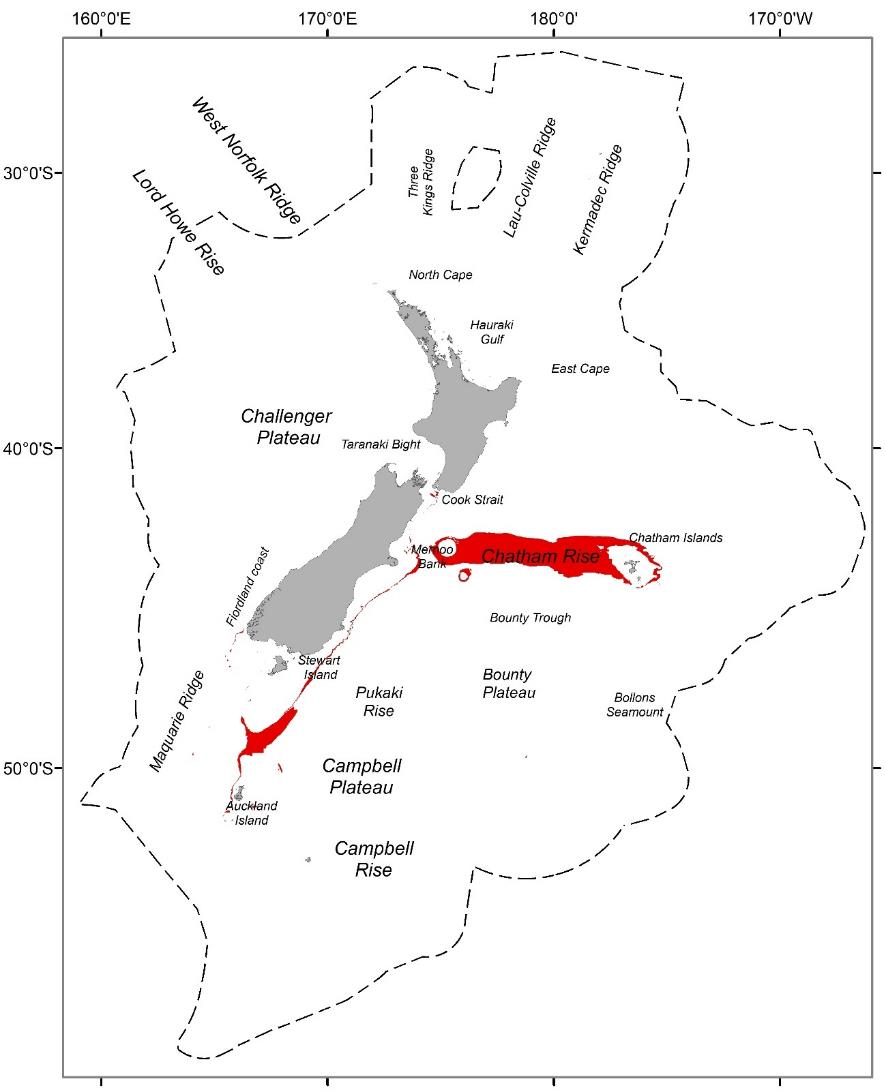 160°0'E
170°0'E
180°0'
170°0'W
30°0'S
40°0'S
50°0'S
West Norfolk Ridge
Lord Howe Rise
Three
Kings Ridge
Lau-Colville Ridge
Kermadec Ridge
North Cape
Hauraki
Gulf
East Cape
Challenger
Plateau
Taranaki Bight
Cook Strait
Mernoo
Bank
Chatham Rise
Chatham Islands
Fiordland coast
Bounty Trough
Stewart
Island
Pukaki
Rise
Bounty
Plateau
Bollons
Seamount
Maquarie Ridge
Campbell
Plateau
Auckland
Island
Campbell
Rise